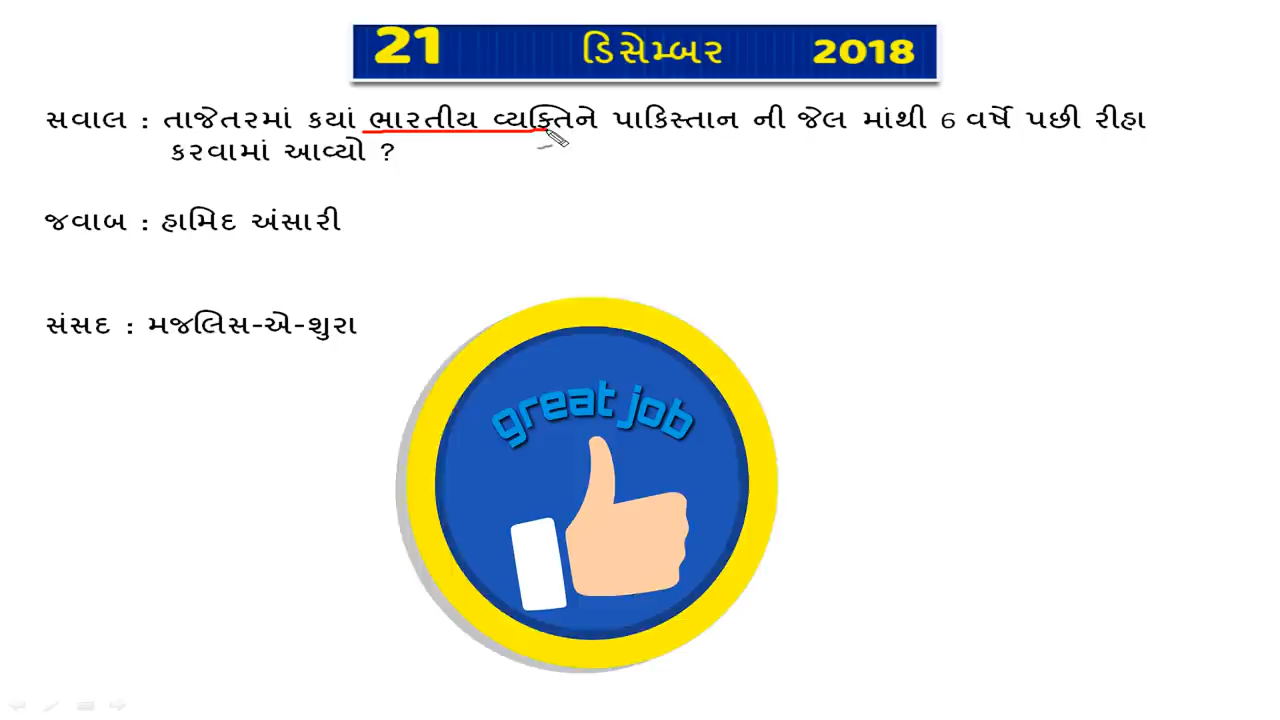 21 ડિસેમ્બર 2018
સવાલ : તાજેતરમાં કયાં ભારતીય વ્યક્તિને પાકિસ્તાન ની જેલ માંથી 6 વર્ષે પછી રીહા
કરવામાં આવ્યો ?
જવાબ : હામિદ અંસારી
સંસદ : મજલિસ-એ-શુરા
great job